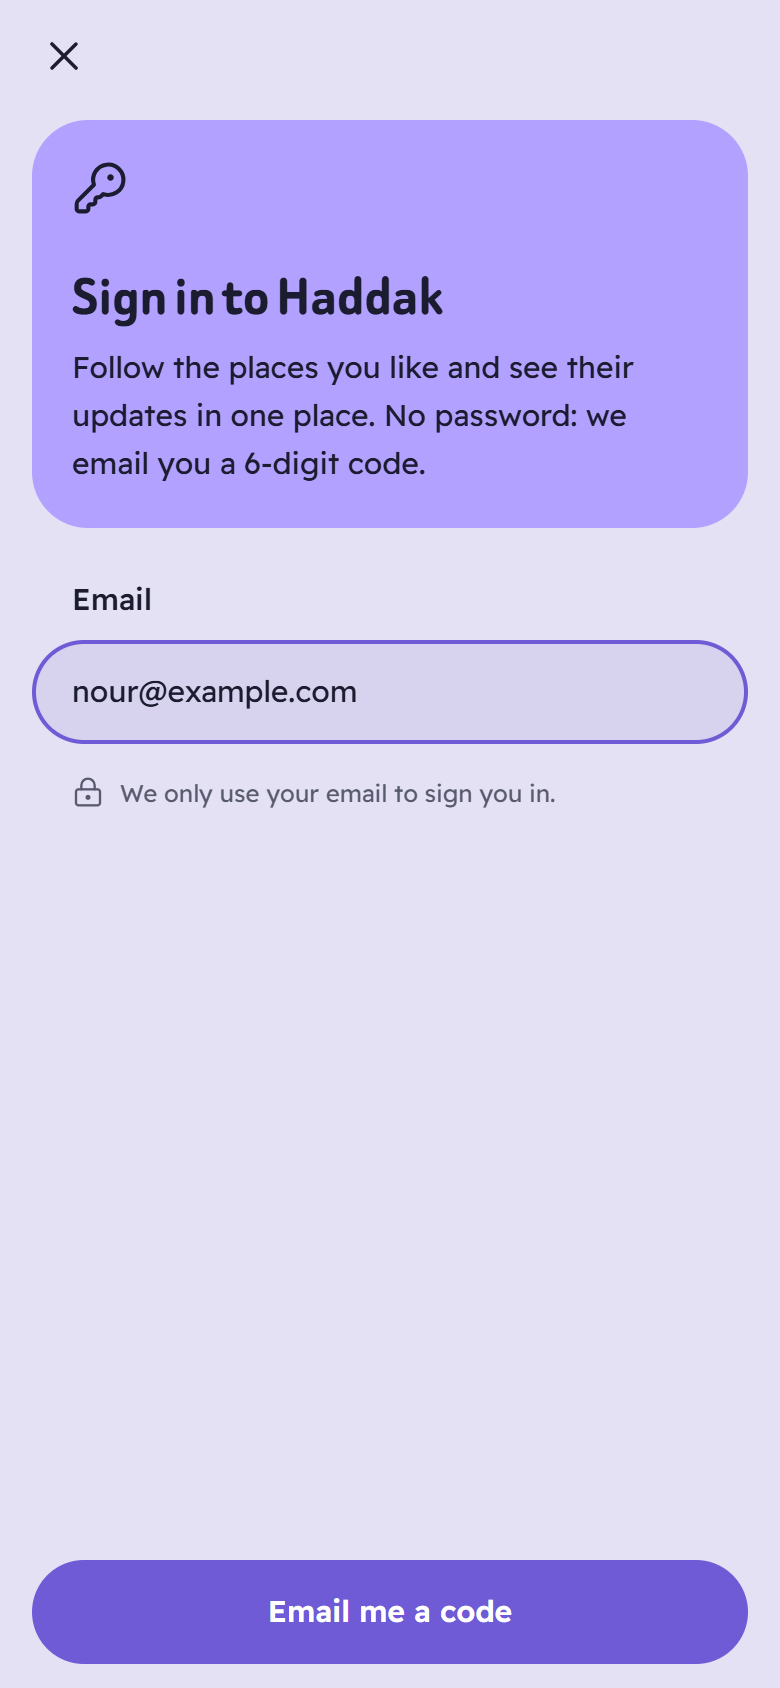 Sign in to Haddak
Follow the places you like and see their
updates in one place. No password: we
email you a 6-digit code.
Email
nour@example.com
We only use your email to sign you in.
Email me a code